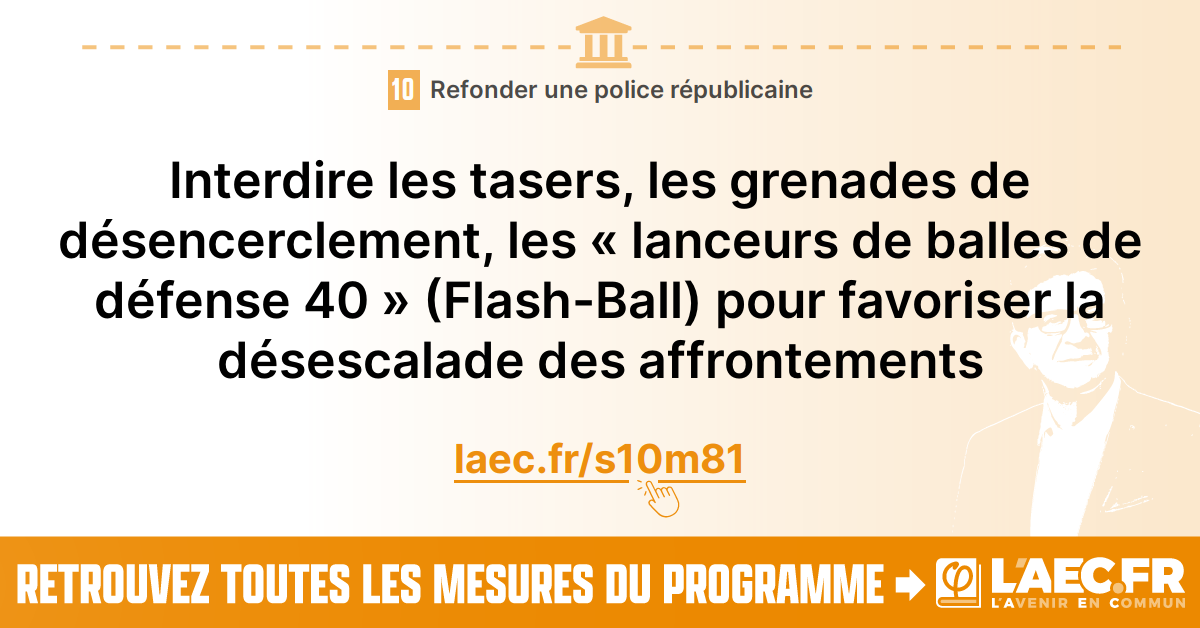 10 Refonder une police républicaine
Interdire les tasers, les grenades de
désencerclement, les « lanceurs de balles de
défense 40 » (Flash-Ball) pour favoriser la
désescalade des affrontements
laec.fr/s10m81
RETROUVEZ TOUTES LES MESURES DU PROGRAMME
φ L'AEC.FR
L'AVENIR EN COMMUN